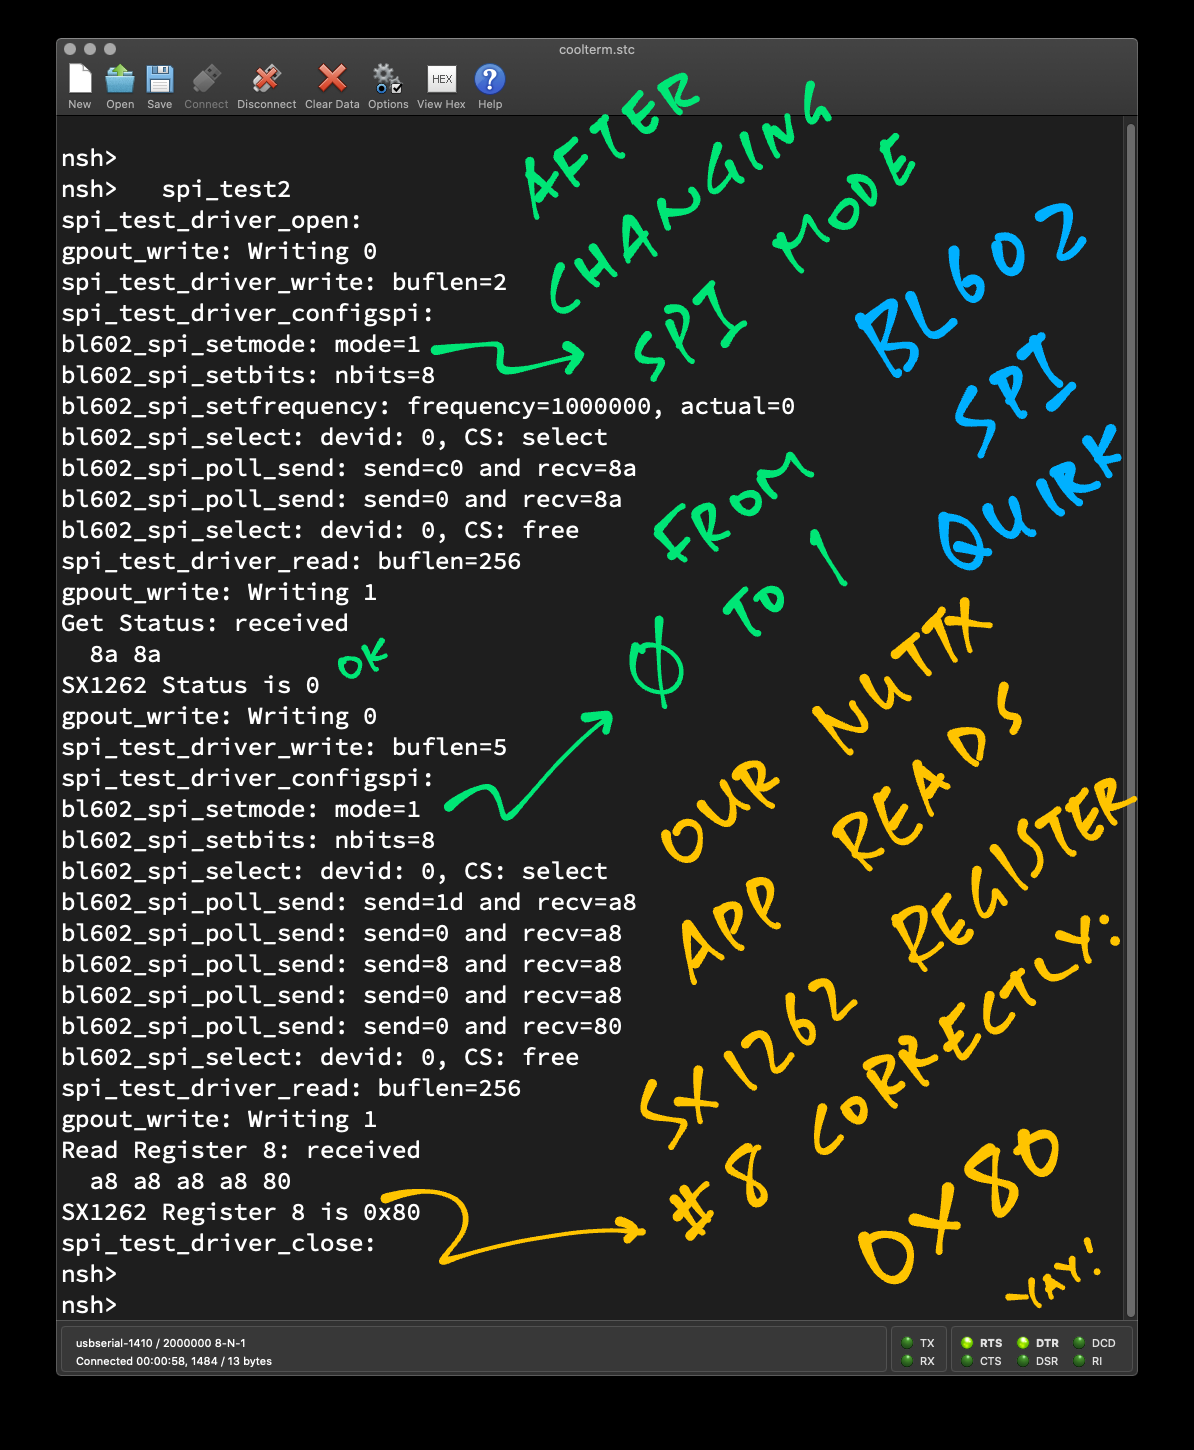 coolterm.stc
New Open Save Connect Disconnect Clear Data Options View Hex Help
HEX
nsh>
nsh>   spi_test2
spi_test_driver_open:
gpout_write: Writing 0
spi_test_driver_write: buflen=2
spi_test_driver_configspi:
bl602_spi_setmode: mode=1
bl602_spi_setbits: nbits=8
bl602_spi_setfrequency: frequency=1000000, actual=0
bl602_spi_select: devid: 0, CS: select
bl602_spi_poll_send: send=c0 and recv=8a
bl602_spi_poll_send: send=0 and recv=8a
bl602_spi_select: devid: 0, CS: free
spi_test_driver_read: buflen=256
gpout_write: Writing 1
Get Status: received
  8a 8a
SX1262 Status is 0
gpout_write: Writing 0
spi_test_driver_write: buflen=5
spi_test_driver_configspi:
bl602_spi_setmode: mode=1
bl602_spi_setbits: nbits=8
bl602_spi_select: devid: 0, CS: select
bl602_spi_poll_send: send=1d and recv=a8
bl602_spi_poll_send: send=0 and recv=a8
bl602_spi_poll_send: send=8 and recv=a8
bl602_spi_poll_send: send=0 and recv=a8
bl602_spi_poll_send: send=0 and recv=80
bl602_spi_select: devid: 0, CS: free
spi_test_driver_read: buflen=256
gpout_write: Writing 1
Read Register 8: received
  a8 a8 a8 a8 80
SX1262 Register 8 is 0x80
spi_test_driver_close:
nsh>
nsh>
AFTER
CHANGING
SPI MODE
FROM
0 TO 1
OK
BL602
SPI
QUIRK
OUR NUTTX
APP READS
SX1262 REGISTER
#8 CORRECTLY:
0X80
YAY!
usbserial-1410 / 2000000 8-N-1
Connected 00:00:58, 1484 / 13 bytes
TX RTS DTR DCD
RX CTS DSR RI